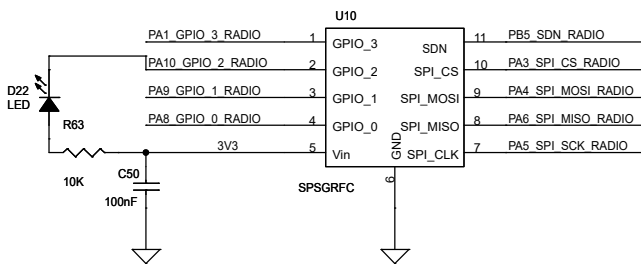 U10
PA1_GPIO_3_RADIO 1 GPIO_3 SDN 11 PB5_SDN_RADIO
PA10_GPIO_2_RADIO 2 GPIO_2 SPI_CS 10 PA3_SPI_CS_RADIO
D22
LED
PA9_GPIO_1_RADIO 3 GPIO_1 SPI_MOSI 9 PA4_SPI_MOSI_RADIO
R63
PA8_GPIO_0_RADIO 4 GPIO_0 SPI_MISO 8 PA6_SPI_MISO_RADIO
3V3 5 Vin GND SPI_CLK 7 PA5_SPI_SCK_RADIO
10K
C50
100nF
SPSGRFC
6